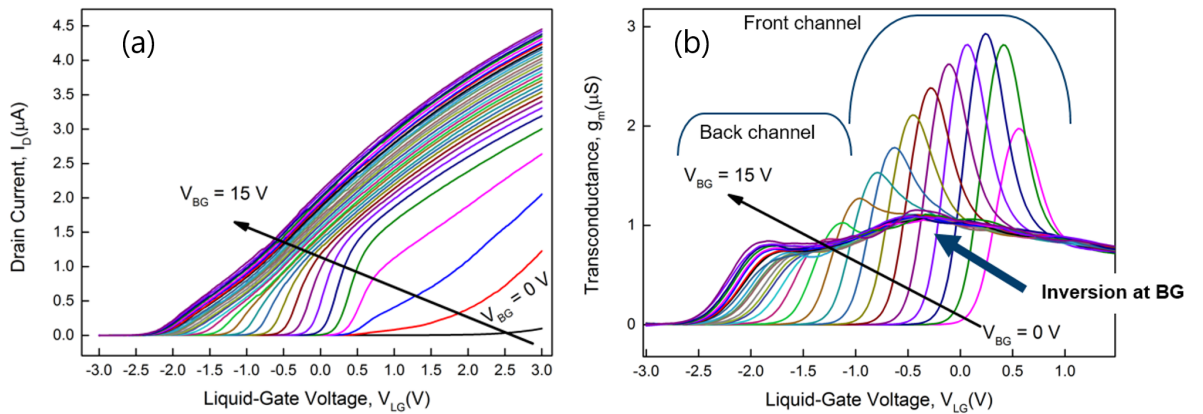 (a)
Drain Current, I_D(μA)
4.5
4.0
3.5
3.0
2.5
2.0
1.5
1.0
0.5
0.0
V_BG = 15 V
V_BG = 0 V
-3.0 -2.5 -2.0 -1.5 -1.0 -0.5 0.0 0.5 1.0 1.5 2.0 2.5 3.0
Liquid-Gate Voltage, V_LG(V)
(b)
Transconductance, g_m(μS)
3
2
1
0
Front channel
Back channel
V_BG = 15 V
Inversion at BG
V_BG = 0 V
-3.0 -2.5 -2.0 -1.5 -1.0 -0.5 0.0 0.5 1.0
Liquid-Gate Voltage, V_LG(V)